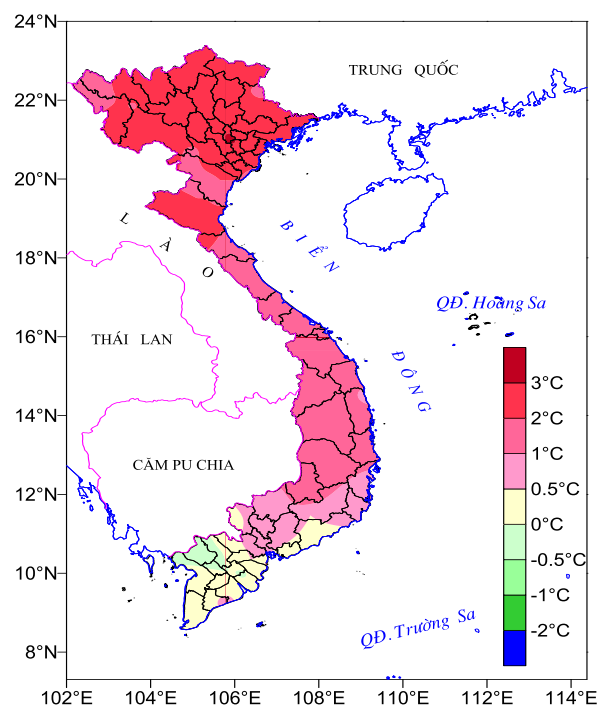 24°N
TRUNG QUỐC
22°N
20°N
LÀO
BIỂN
18°N
QĐ. Hoàng Sa
THÁI LAN
16°N
ĐÔNG
3°C
14°N
2°C
1°C
CĂM PU CHIA
0.5°C
12°N
0°C
-0.5°C
10°N
-1°C
-2°C
QĐ. Trường Sa
8°N
102°E 104°E 106°E 108°E 110°E 112°E 114°E